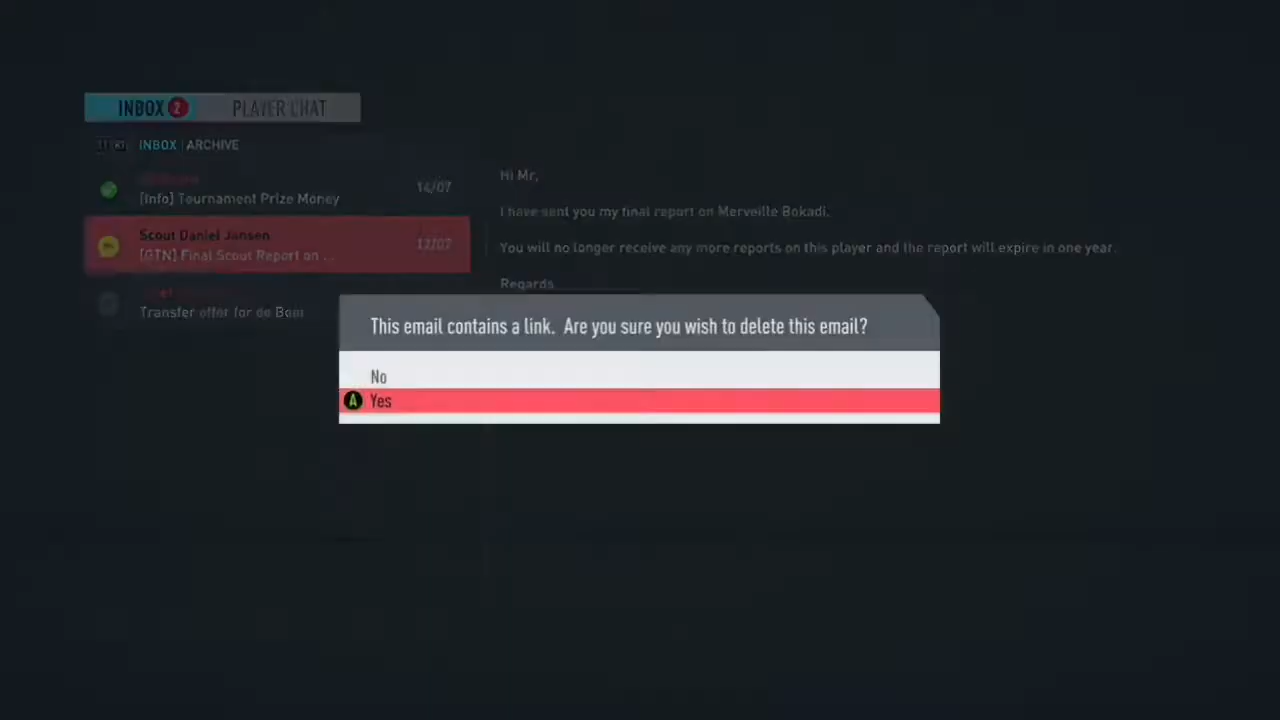 INBOX 2 PLAYER CHAT
INBOX | ARCHIVE
14/07
[Info] Tournament Prize Money
Scout Daniel Jansen
[GTN] Final Scout Report on ...
Transfer offer for de Boer
Hi Mr,
I have sent you my final report on Merveille Bokadi.
You will no longer receive any more reports on this player and the report will expire in one year.
Regards
This email contains a link. Are you sure you wish to delete this email?
No
A Yes